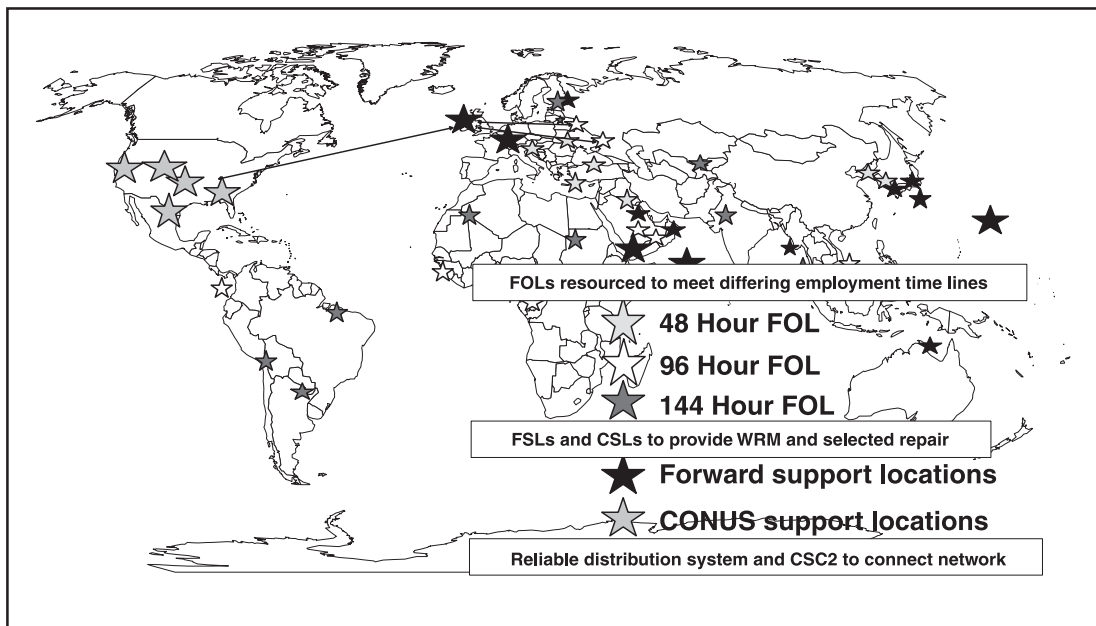 FOLs resourced to meet differing employment time lines
48 Hour FOL
96 Hour FOL
144 Hour FOL
FSLs and CSLs to provide WRM and selected repair
Forward support locations
CONUS support locations
Reliable distribution system and CSC2 to connect network